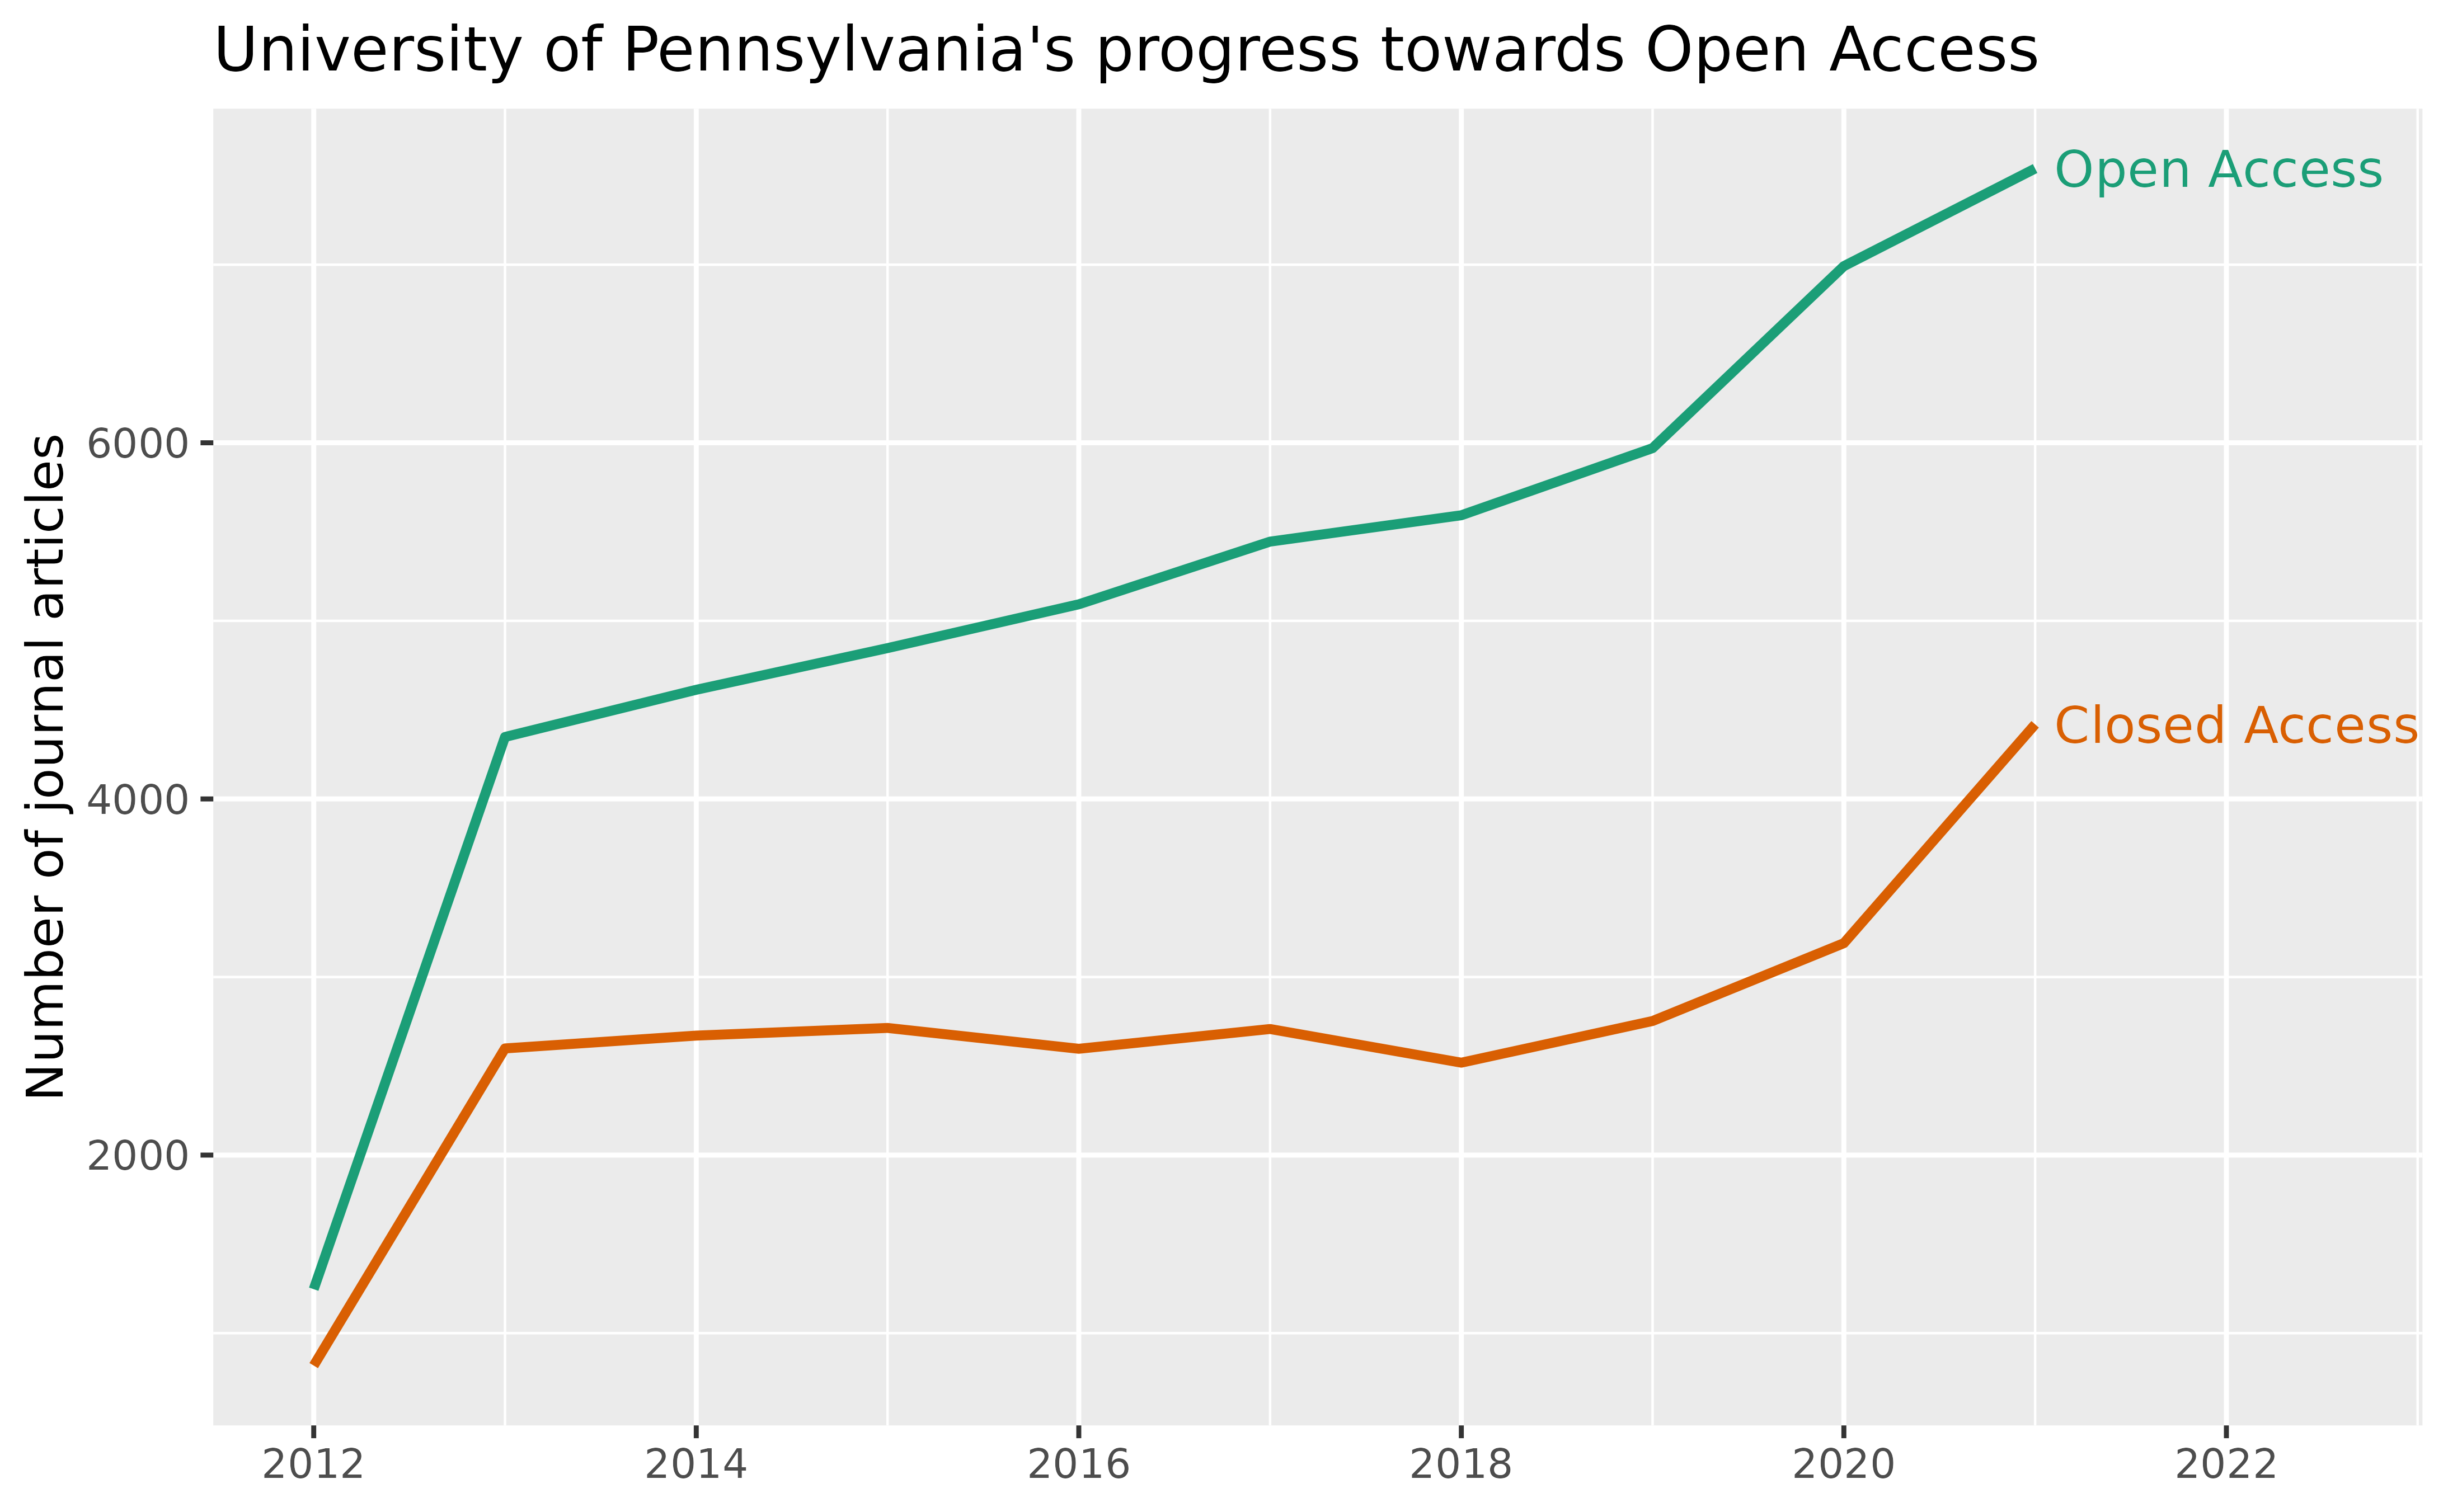 University of Pennsylvania's progress towards Open Access
Open Access
Closed Access
Number of journal articles
6000
4000
2000
2012
2014
2016
2018
2020
2022